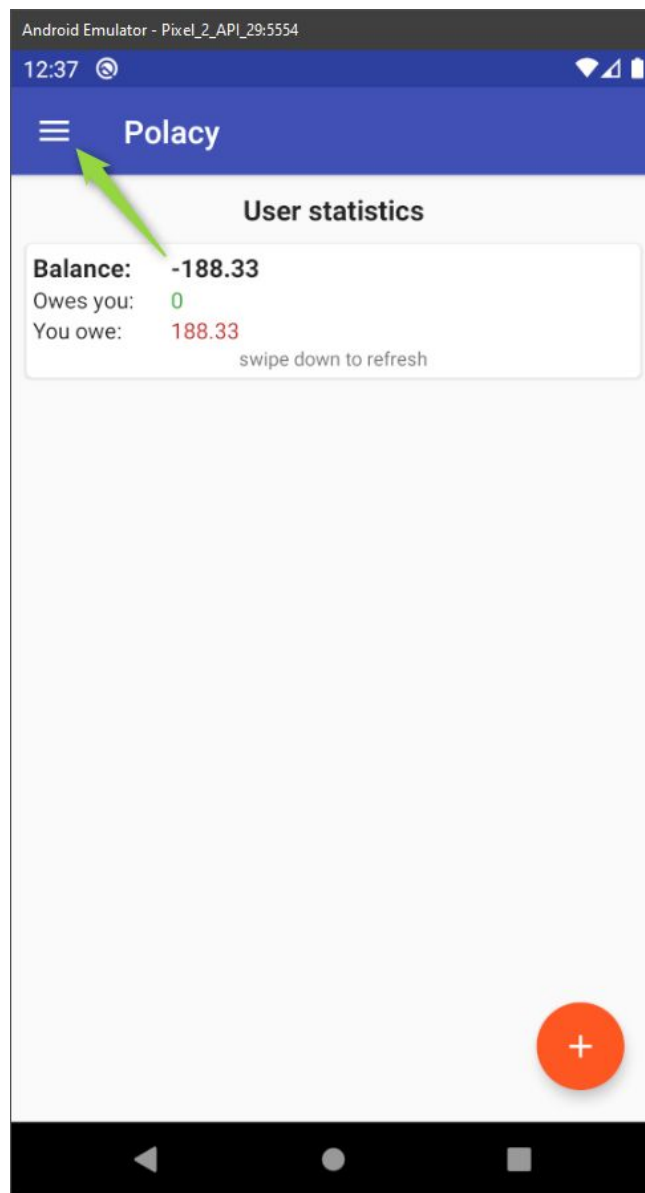 Android Emulator - Pixel_2_API_29:5554
12:37
Polacy
User statistics
Balance: -188.33
Owes you: 0
You owe: 188.33
swipe down to refresh
+